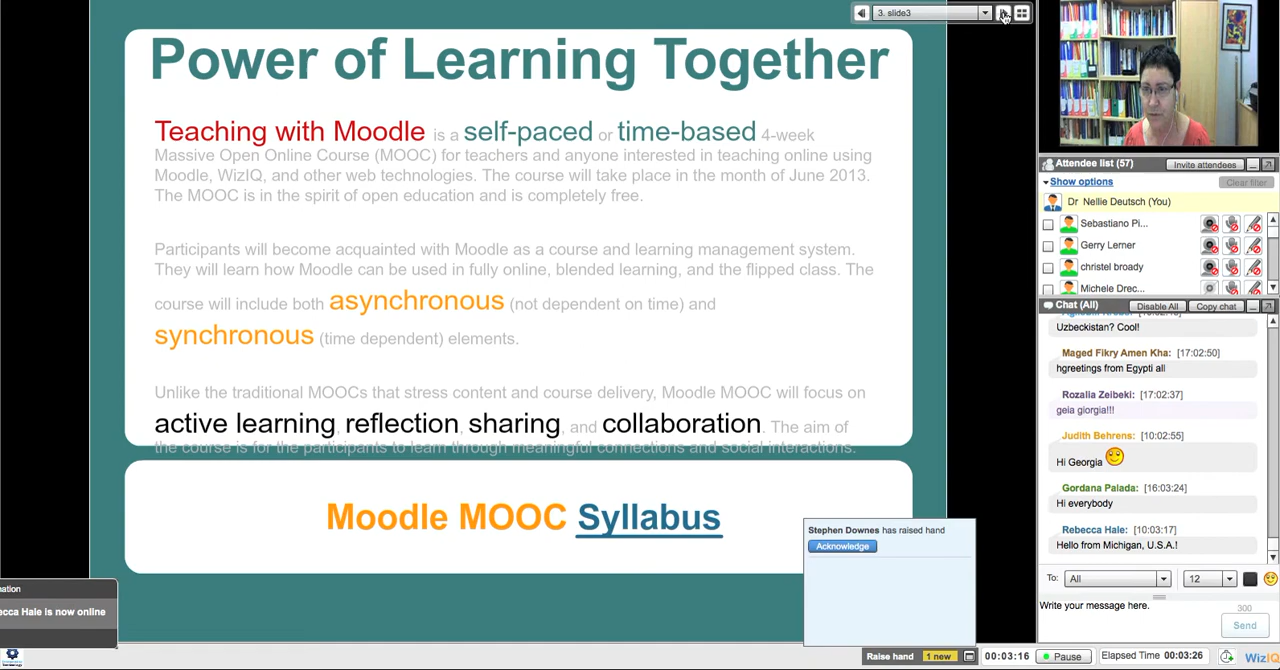 3. slide3
Power of Learning Together
Teaching with Moodle is a self-paced or time-based 4-week
Massive Open Online Course (MOOC) for teachers and anyone interested in teaching online using
Moodle, WizIQ, and other web technologies. The course will take place in the month of June 2013.
The MOOC is in the spirit of open education and is completely free.
Participants will become acquainted with Moodle as a course and learning management system.
They will learn how Moodle can be used in fully online, blended learning, and the flipped class. The
course will include both asynchronous (not dependent on time) and
synchronous (time dependent) elements.
Unlike the traditional MOOCs that stress content and course delivery, Moodle MOOC will focus on
active learning, reflection, sharing, and collaboration. The aim of
the course is for the participants to learn through meaningful connections and social interactions.
Moodle MOOC Syllabus
Stephen Downes has raised hand
Acknowledge
ation
ecca Hale is now online
Raise hand 1 new 00:03:16 Pause Elapsed Time 00:03:26 WizIQ
Attendee list (57) Invite attendees
Show options Clear filter
Dr Nellie Deutsch (You)
Sebastiano Pi...
Gerry Lerner
christel broady
Michele Drec...
Chat (All) Disable All Copy chat
Uzbeckistan? Cool!
Maged Fikry Amen Kha: [17:02:50]
hgreetings from Egypti all
Rozalia Zeibeki: [17:02:37]
geia giorgia!!!
Judith Behrens: [10:02:55]
Hi Georgia
Gordana Palada: [16:03:24]
Hi everybody
Rebecca Hale: [10:03:17]
Hello from Michigan, U.S.A.!
To: All 12
Write your message here.
300
Send